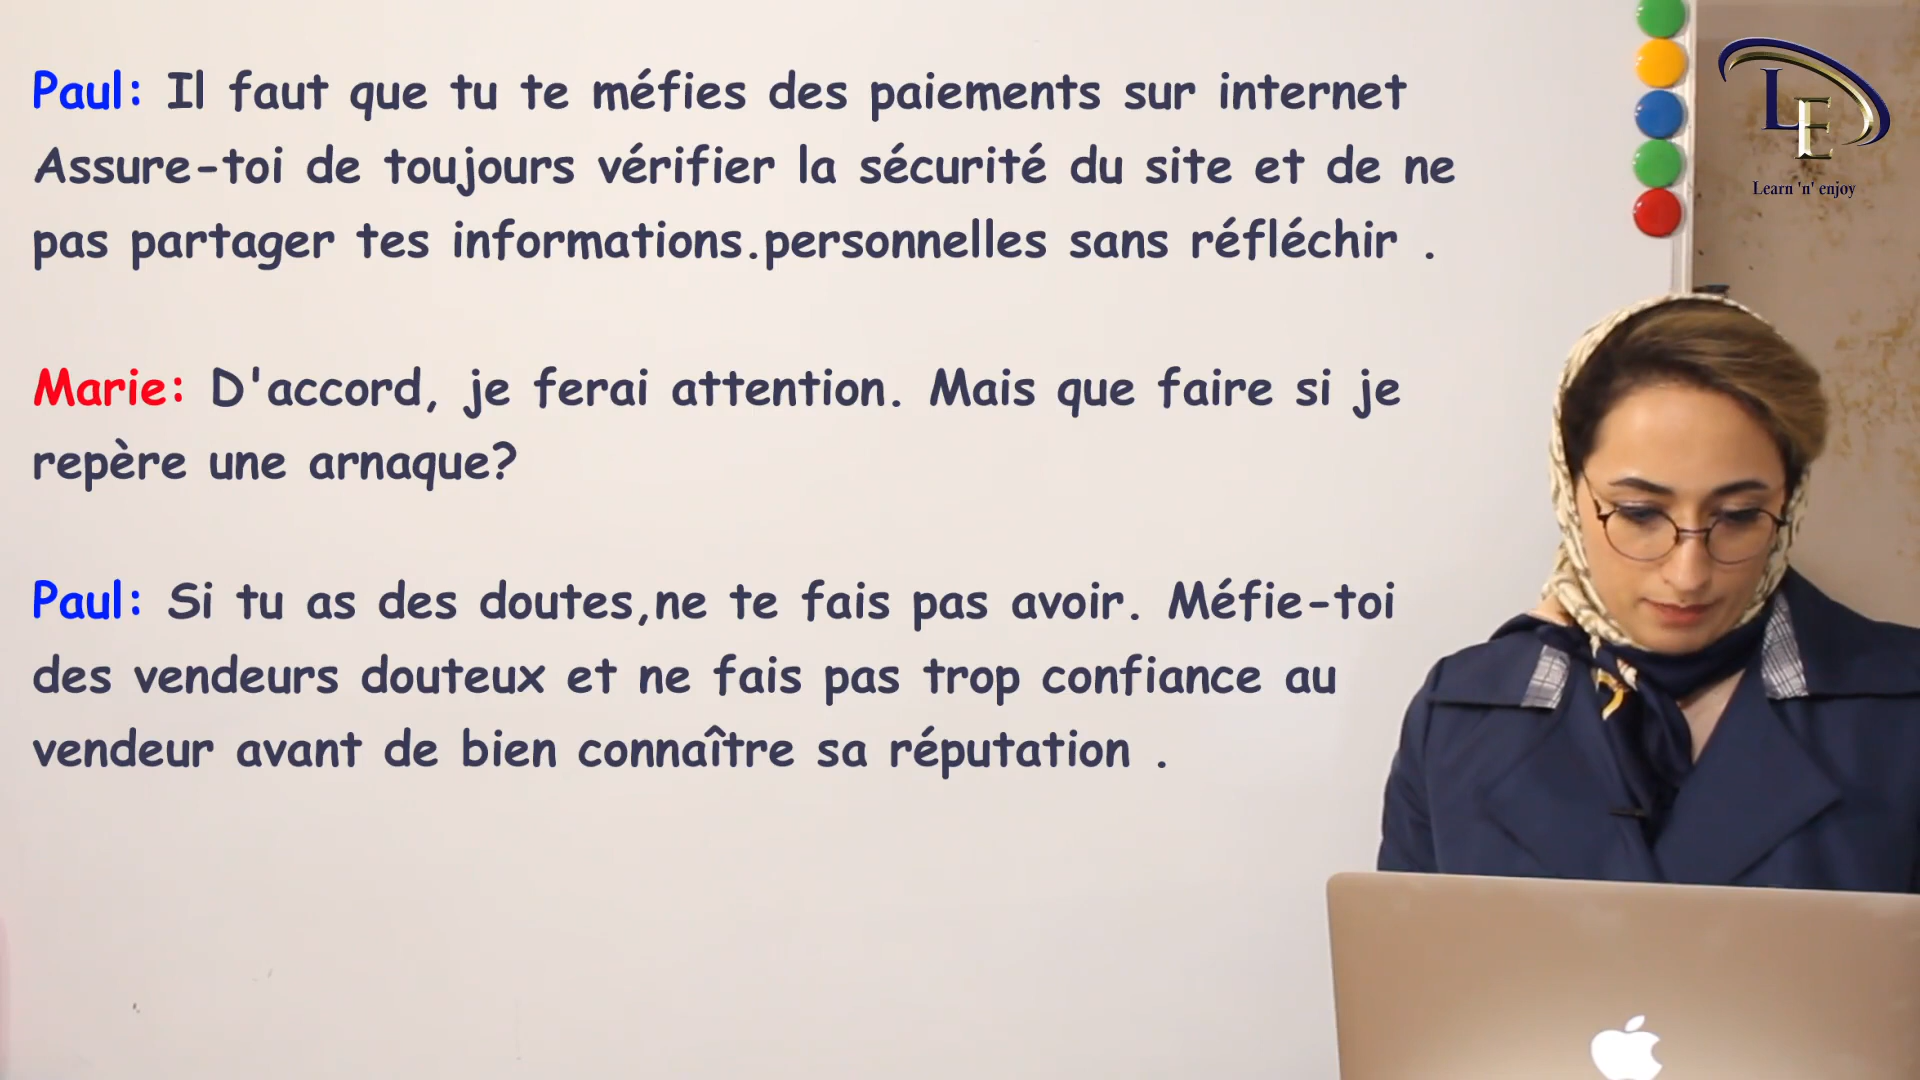 Paul: Il faut que tu te méfies des paiements sur internet
Assure-toi de toujours vérifier la sécurité du site et de ne
pas partager tes informations.personnelles sans réfléchir .
Marie: D'accord, je ferai attention. Mais que faire si je
repère une arnaque?
Paul: Si tu as des doutes,ne te fais pas avoir. Méfie-toi
des vendeurs douteux et ne fais pas trop confiance au
vendeur avant de bien connaître sa réputation .
LE
Learn 'n' enjoy